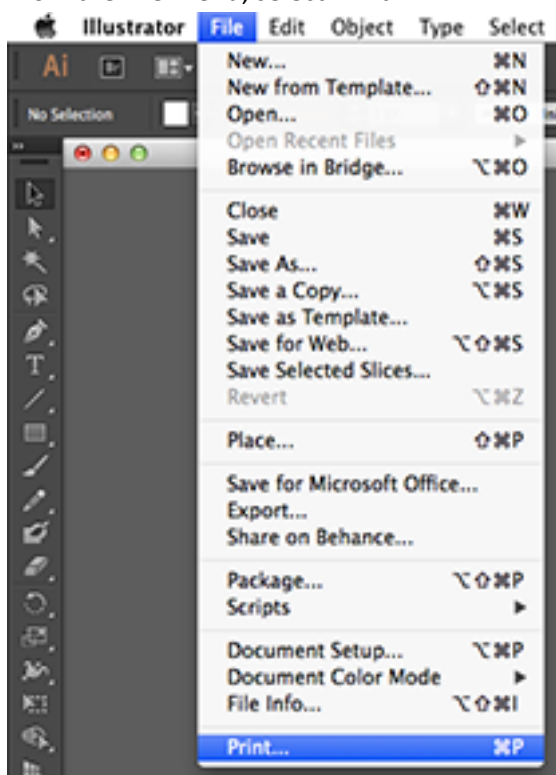 Illustrator File Edit Object Type Select
Ai Br
No Selection
New... ⌘N
New from Template... ⇧⌘N
Open... ⌘O
Open Recent Files ▶
Browse in Bridge... ⌥⌘O
Close ⌘W
Save ⌘S
Save As... ⇧⌘S
Save a Copy... ⌥⌘S
Save as Template...
Save for Web... ⌥⇧⌘S
Save Selected Slices...
Revert ⌥⌘Z
Place... ⇧⌘P
Save for Microsoft Office...
Export...
Share on Behance...
Package... ⌥⇧⌘P
Scripts ▶
Document Setup... ⌥⌘P
Document Color Mode ▶
File Info... ⌥⇧⌘I
Print... ⌘P